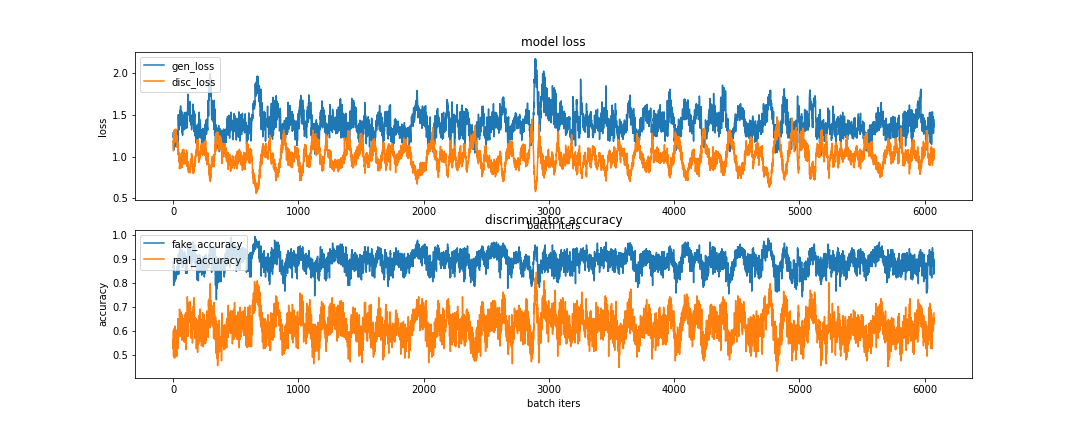 model loss
gen_loss
disc_loss
loss
2.0
1.5
1.0
0.5
0 1000 2000 3000 4000 5000 6000
batch iters
discriminator accuracy
fake_accuracy
real_accuracy
accuracy
1.0
0.9
0.8
0.7
0.6
0.5
0 1000 2000 3000 4000 5000 6000
batch iters